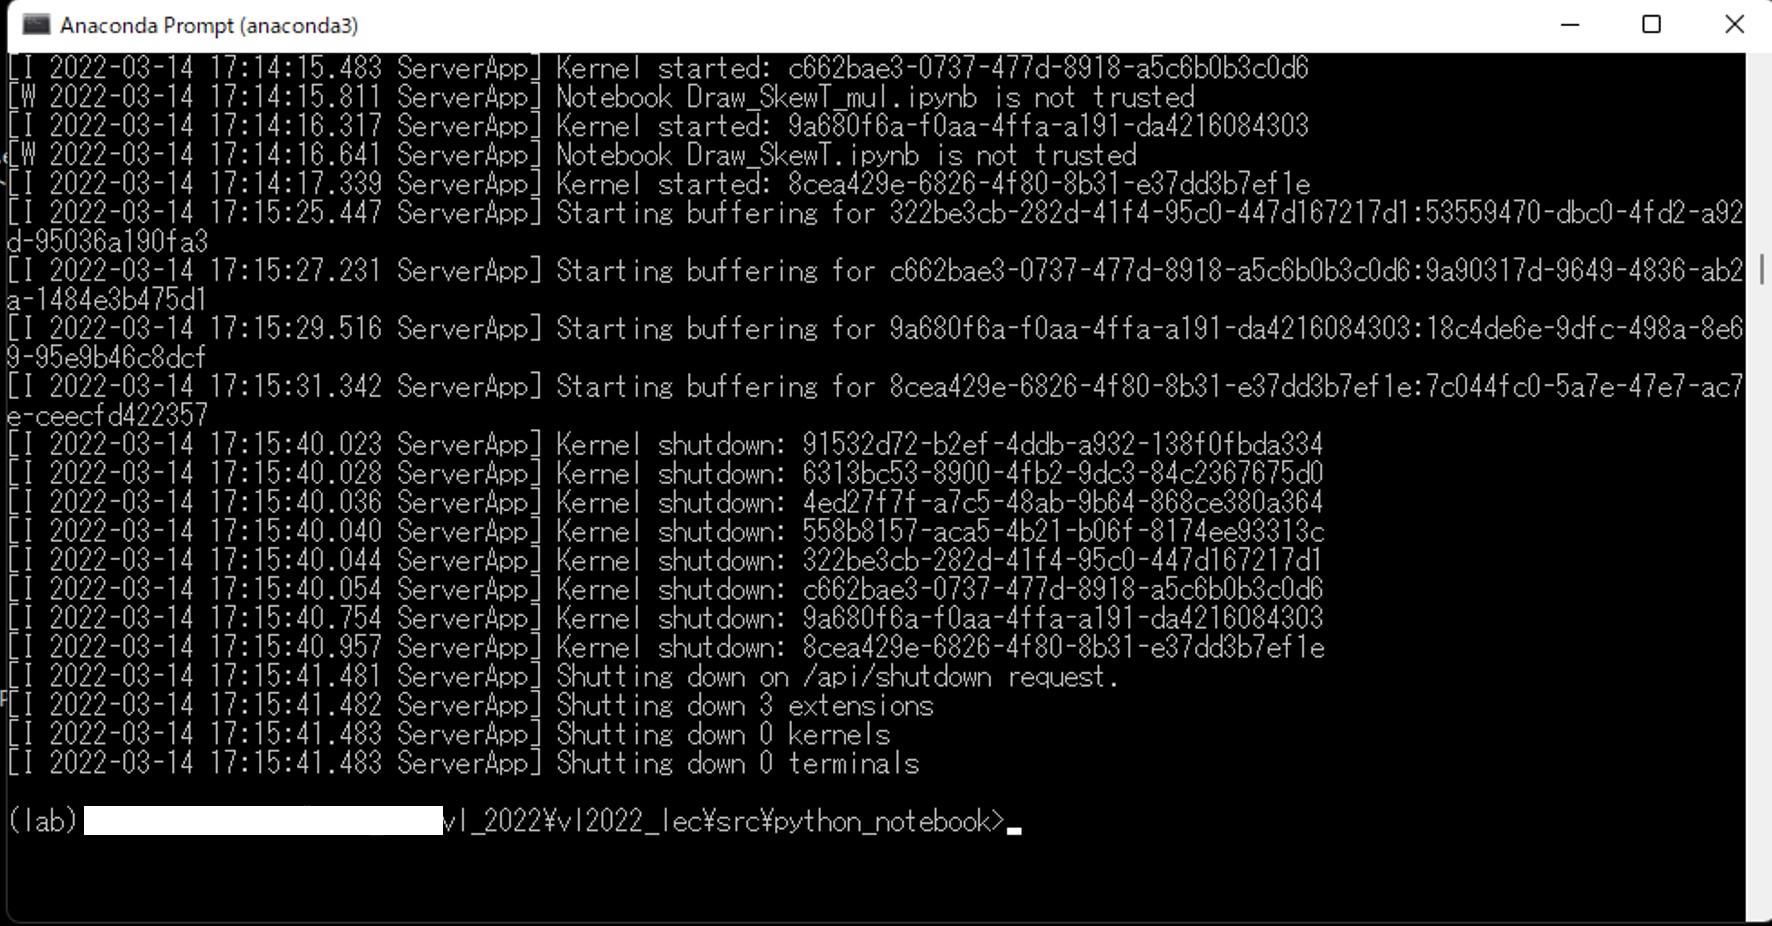 Anaconda Prompt (anaconda3)
[I 2022-03-14 17:14:15.483 ServerApp] Kernel started: c662bae3-0737-477d-8918-a5c6b0b3c0d6
[W 2022-03-14 17:14:15.811 ServerApp] Notebook Draw_SkewT_mul.ipynb is not trusted
[I 2022-03-14 17:14:16.317 ServerApp] Kernel started: 9a680f6a-f0aa-4ffa-a191-da4216084303
[W 2022-03-14 17:14:16.641 ServerApp] Notebook Draw_SkewT.ipynb is not trusted
[I 2022-03-14 17:14:17.339 ServerApp] Kernel started: 8cea429e-6826-4f80-8b31-e37dd3b7ef1e
[I 2022-03-14 17:15:25.447 ServerApp] Starting buffering for 322be3cb-282d-41f4-95c0-447d167217d1:53559470-dbc0-4fd2-a92
d-95036a190fa3
[I 2022-03-14 17:15:27.231 ServerApp] Starting buffering for c662bae3-0737-477d-8918-a5c6b0b3c0d6:9a90317d-9649-4836-ab2
a-1484e3b475d1
[I 2022-03-14 17:15:29.516 ServerApp] Starting buffering for 9a680f6a-f0aa-4ffa-a191-da4216084303:18c4de6e-9dfc-498a-8e6
9-95e9b46c8dcf
[I 2022-03-14 17:15:31.342 ServerApp] Starting buffering for 8cea429e-6826-4f80-8b31-e37dd3b7ef1e:7c044fc0-5a7e-47e7-ac7
e-ceecfd422357
[I 2022-03-14 17:15:40.023 ServerApp] Kernel shutdown: 91532d72-b2ef-4ddb-a932-138f0fbda334
[I 2022-03-14 17:15:40.028 ServerApp] Kernel shutdown: 6313bc53-8900-4fb2-9dc3-84c2367675d0
[I 2022-03-14 17:15:40.036 ServerApp] Kernel shutdown: 4ed27f7f-a7c5-48ab-9b64-868ce380a364
[I 2022-03-14 17:15:40.040 ServerApp] Kernel shutdown: 558b8157-aca5-4b21-b06f-8174ee93313c
[I 2022-03-14 17:15:40.044 ServerApp] Kernel shutdown: 322be3cb-282d-41f4-95c0-447d167217d1
[I 2022-03-14 17:15:40.054 ServerApp] Kernel shutdown: c662bae3-0737-477d-8918-a5c6b0b3c0d6
[I 2022-03-14 17:15:40.754 ServerApp] Kernel shutdown: 9a680f6a-f0aa-4ffa-a191-da4216084303
[I 2022-03-14 17:15:40.957 ServerApp] Kernel shutdown: 8cea429e-6826-4f80-8b31-e37dd3b7ef1e
[I 2022-03-14 17:15:41.481 ServerApp] Shutting down on /api/shutdown request.
[I 2022-03-14 17:15:41.482 ServerApp] Shutting down 3 extensions
[I 2022-03-14 17:15:41.483 ServerApp] Shutting down 0 kernels
[I 2022-03-14 17:15:41.483 ServerApp] Shutting down 0 terminals
(lab) vl_2022¥vl2022_lec¥src¥python_notebook>